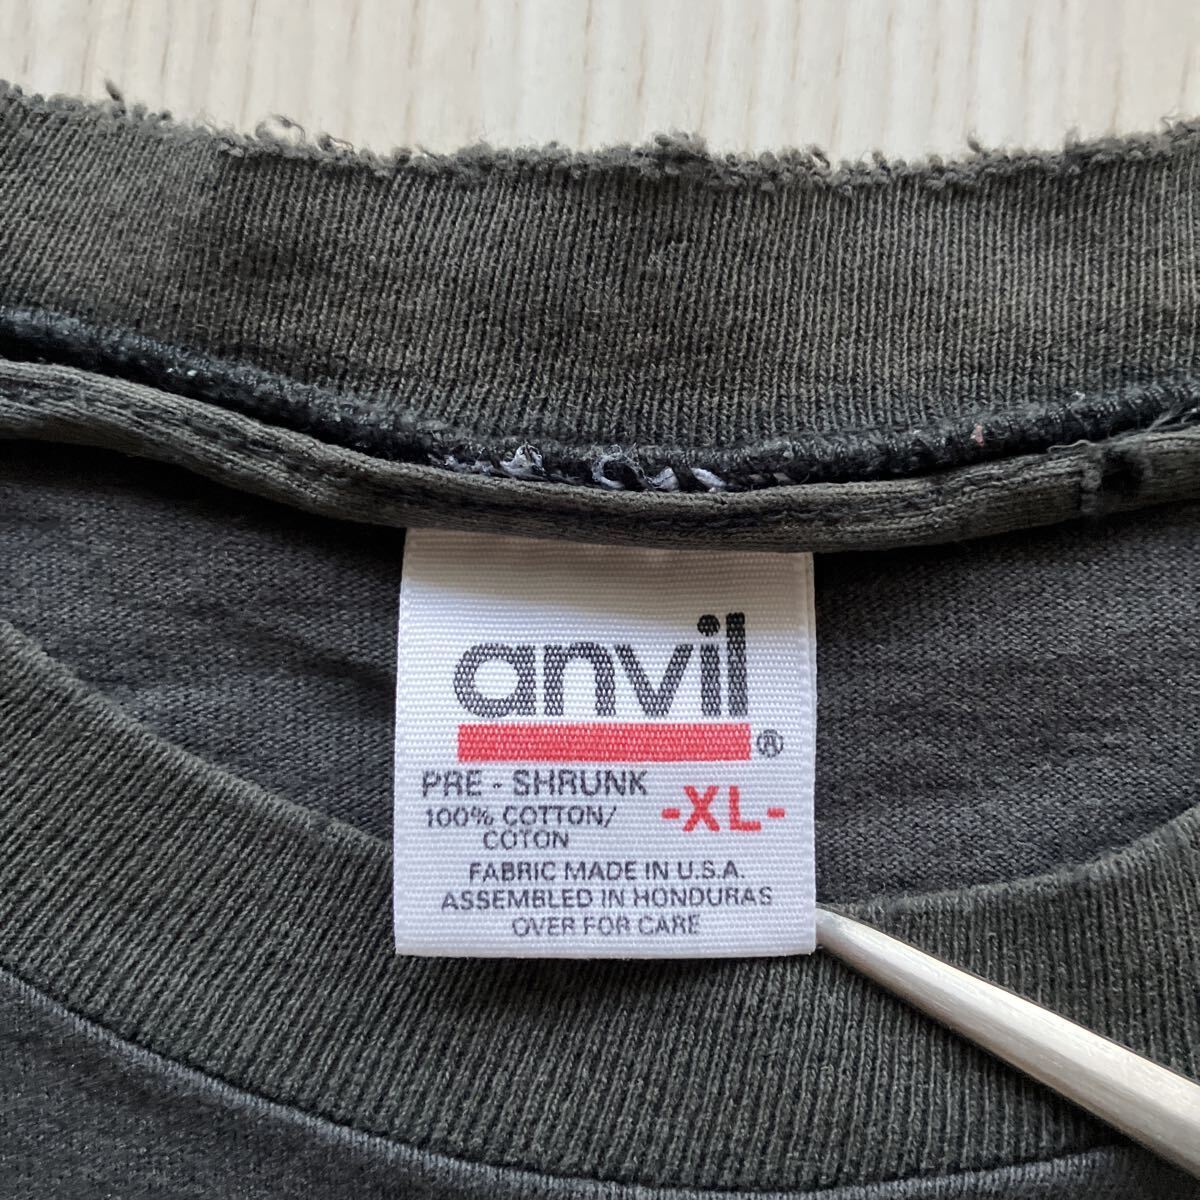 anvil®
PRE - SHRUNK
100% COTTON/
COTON
-XL-
FABRIC MADE IN U.S.A.
ASSEMBLED IN HONDURAS
OVER FOR CARE